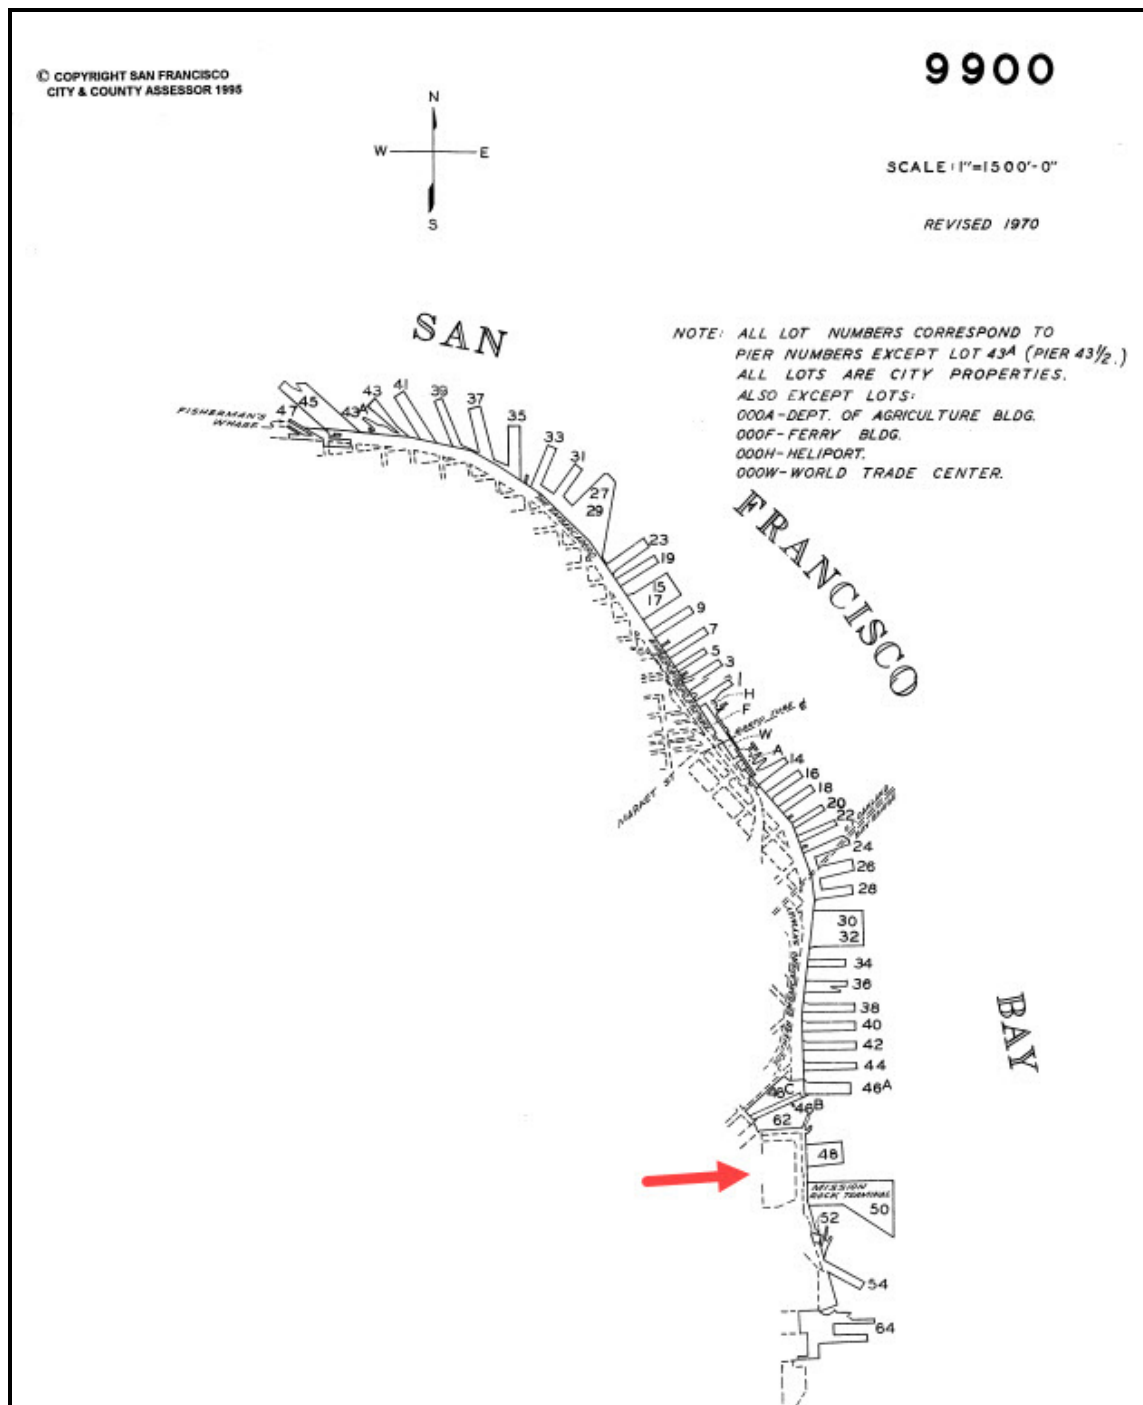 © COPYRIGHT SAN FRANCISCO
CITY & COUNTY ASSESSOR 1995
9900
N
W
E
S
SCALE: 1"=1500'-0"
REVISED 1970
SAN
NOTE: ALL LOT NUMBERS CORRESPOND TO
PIER NUMBERS EXCEPT LOT 43A (PIER 43½.)
ALL LOTS ARE CITY PROPERTIES.
ALSO EXCEPT LOTS:
000A-DEPT. OF AGRICULTURE BLDG.
000F-FERRY BLDG.
000H-HELIPORT.
000W-WORLD TRADE CENTER.
FISHERMAN'S
WHARF
47
45
43A
43
41
39
37
35
33
31
27
29
FRANCISCO
23
19
15
17
9
7
5
3
1
H
F
W
A
MARKET ST
14
16
18
20
22
OAKLAND
BAY BRIDGE
24
26
28
30
32
34
36
38
40
42
44
46A
46B
62
BAY
48
MISSION
ROCK TERMINAL
50
52
54
64